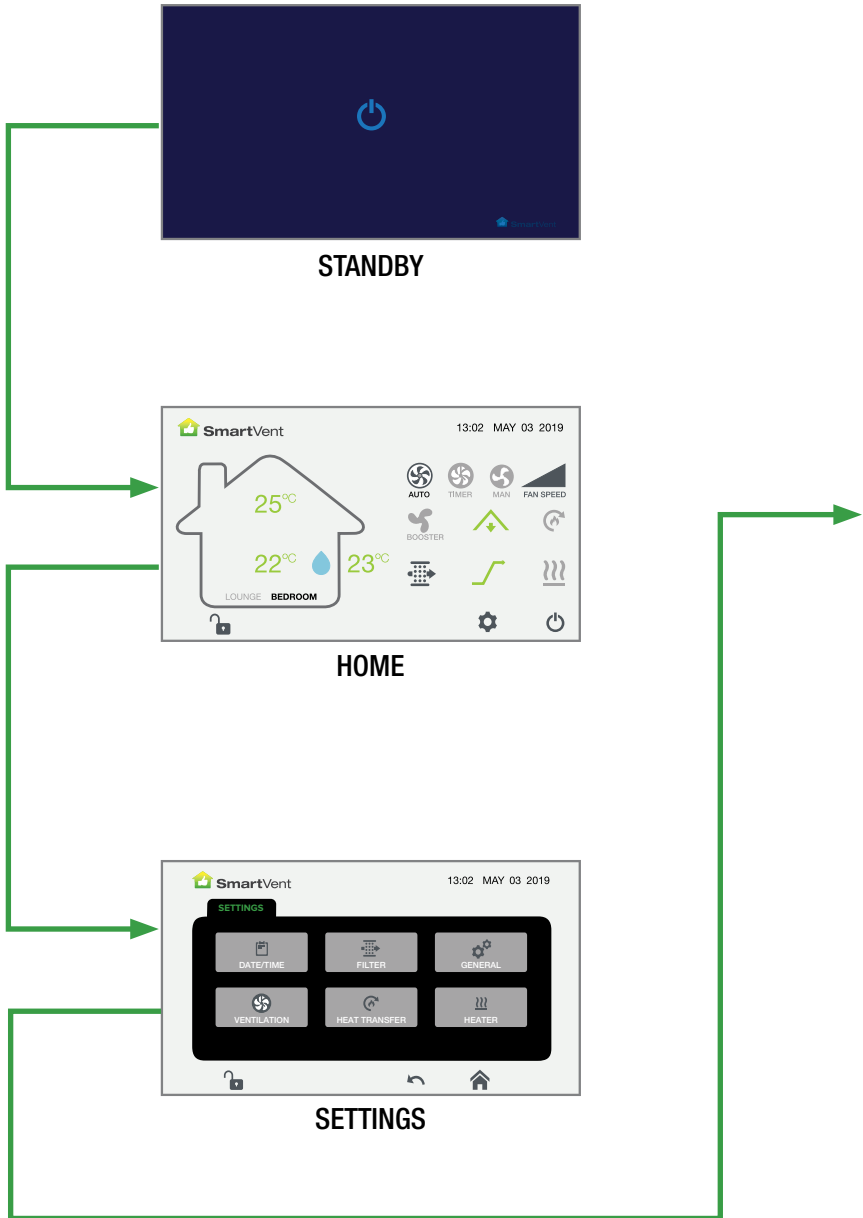 SmartVent
STANDBY
SmartVent
13:02 MAY 03 2019
25°C
22°C 23°C
LOUNGE BEDROOM
AUTO TIMER MAN FAN SPEED
BOOSTER
HOME
SmartVent
13:02 MAY 03 2019
SETTINGS
DATE/TIME FILTER GENERAL
VENTILATION HEAT TRANSFER HEATER
SETTINGS